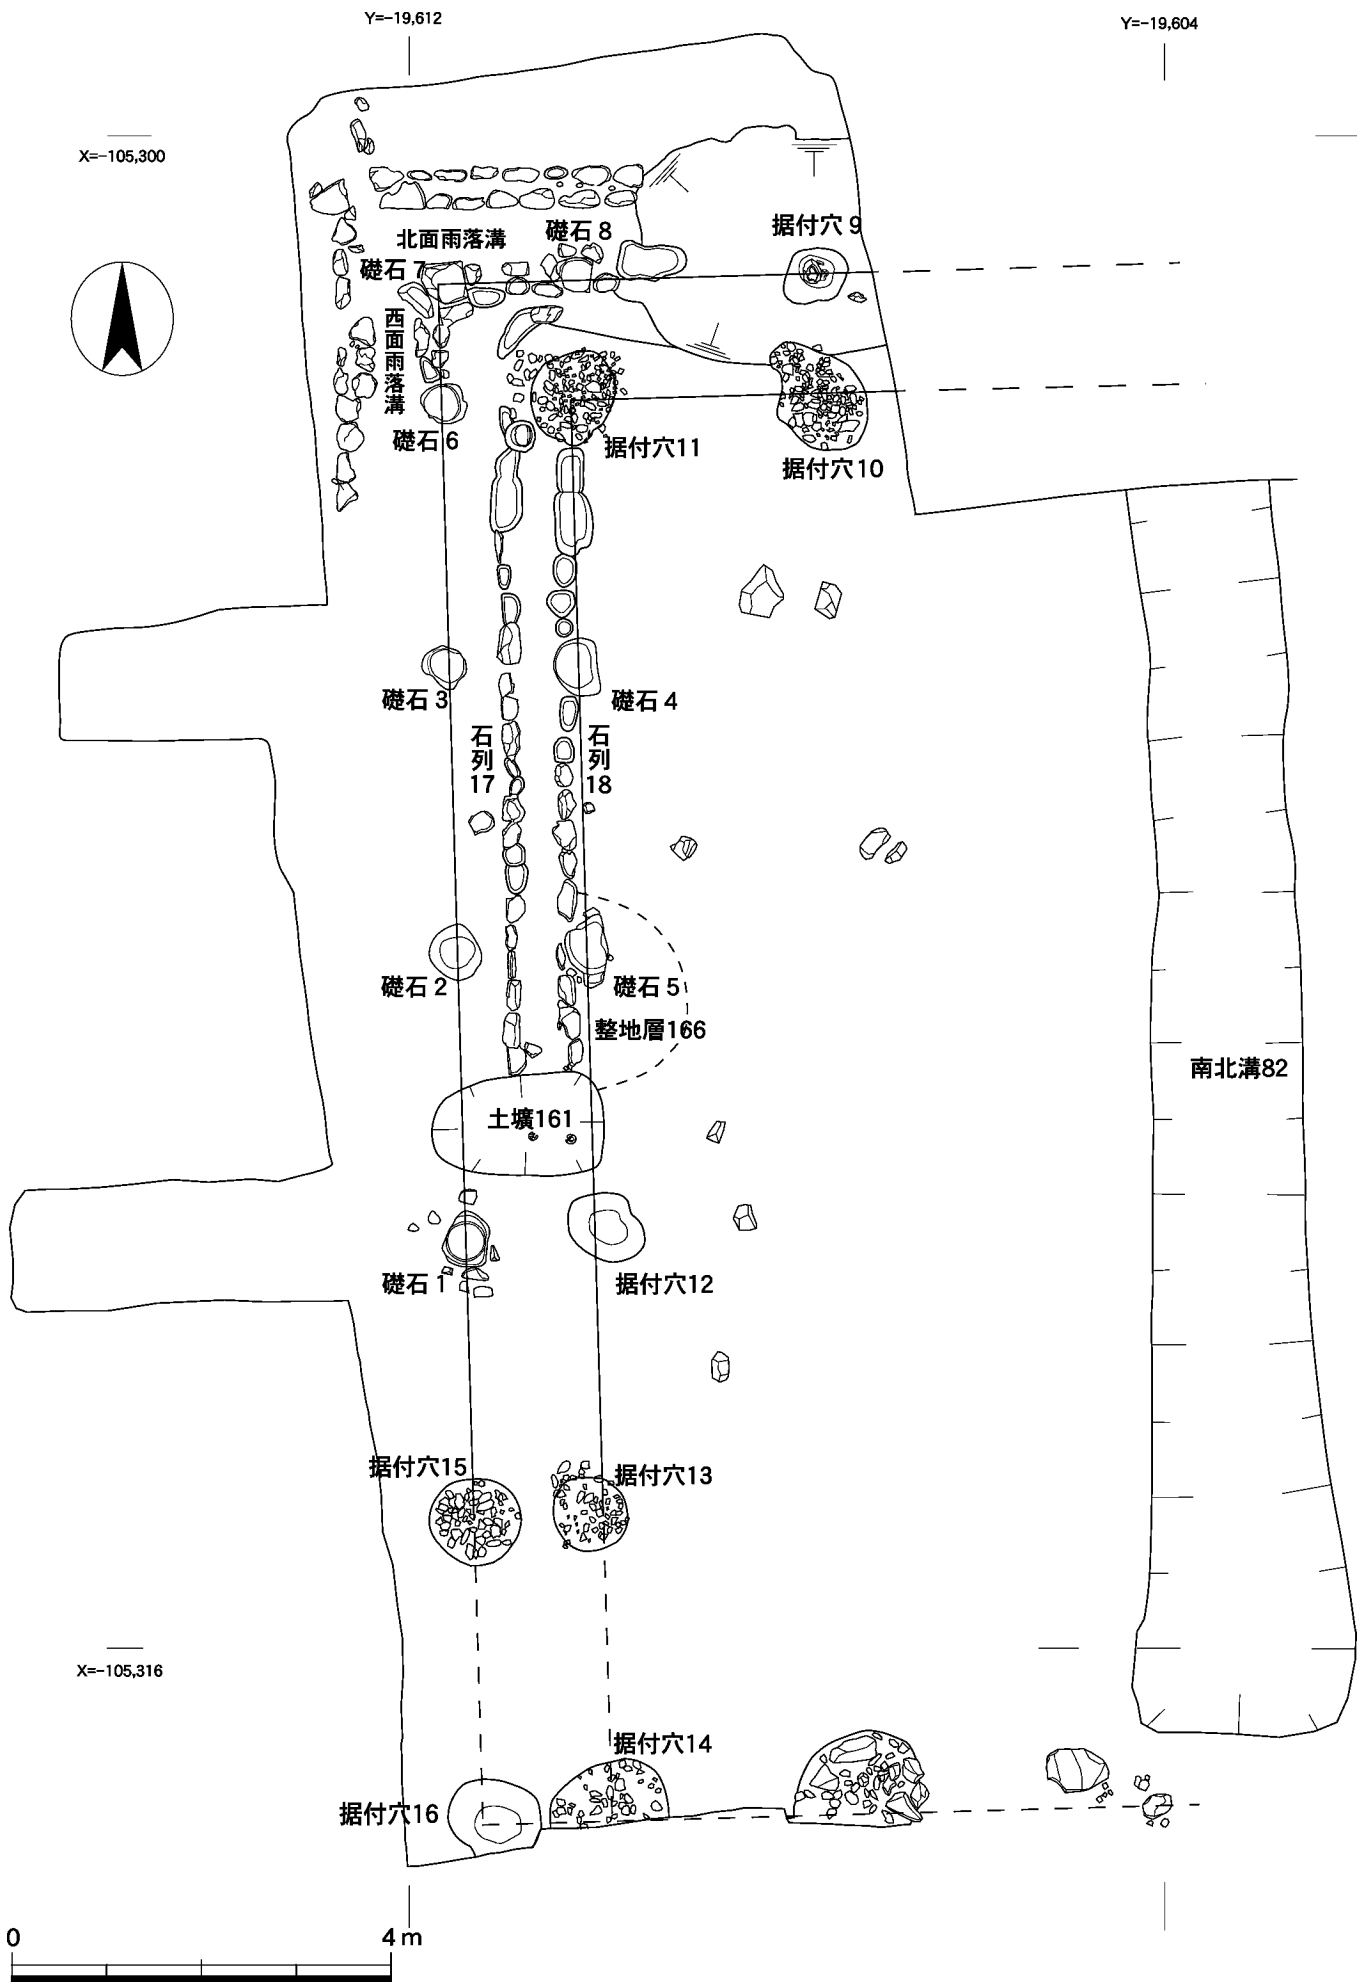 Y=−19,612
Y=−19,604
X=−105,300
北面雨落溝
礎石8
据付穴9
礎石7
西面雨落溝
礎石6
据付穴11
据付穴10
礎石3
礎石4
石列17
石列18
礎石2
礎石5
整地層166
南北溝82
土壙161
礎石1
据付穴12
据付穴15
据付穴13
X=−105,316
据付穴14
据付穴16
0
4m